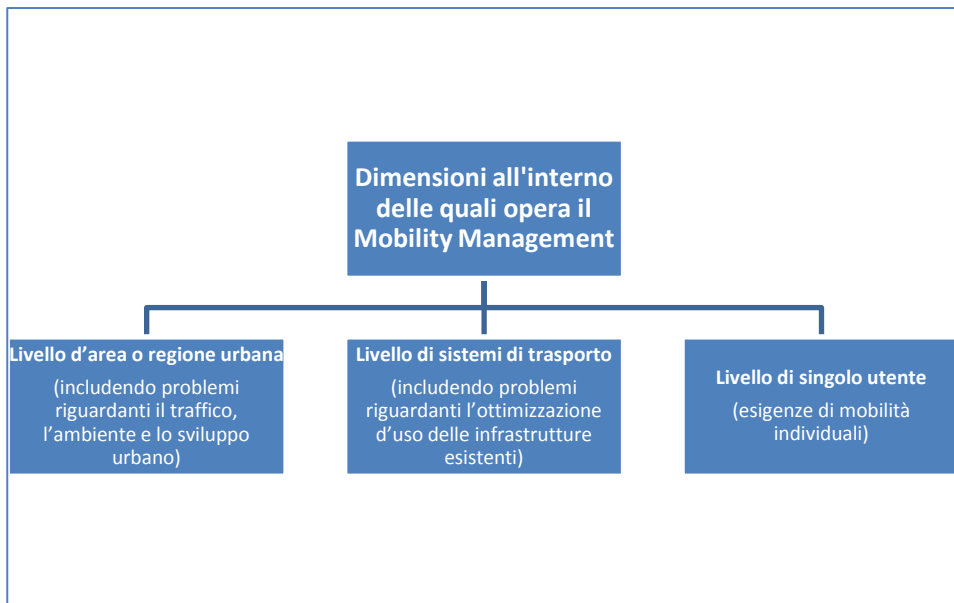 Dimensioni all'interno
delle quali opera il
Mobility Management
Livello d’area o regione urbana
(includendo problemi
riguardanti il traffico,
l’ambiente e lo sviluppo
urbano)
Livello di sistemi di trasporto
(includendo problemi
riguardanti l’ottimizzazione
d’uso delle infrastrutture
esistenti)
Livello di singolo utente
(esigenze di mobilità
individuali)